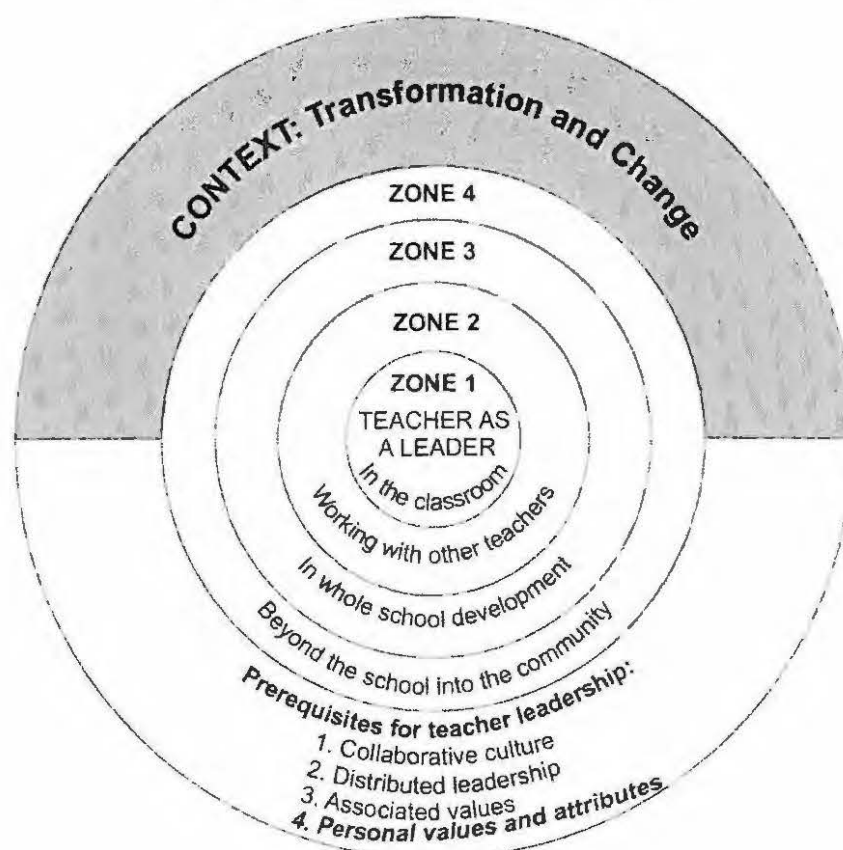 CONTEXT: Transformation and Change
ZONE 4
ZONE 3
ZONE 2
ZONE 1
TEACHER AS
A LEADER
In the classroom
Working with other teachers
In whole school development
Beyond the school into the community
Prerequisites for teacher leadership:
1. Collaborative culture
2. Distributed leadership
3. Associated values
4. Personal values and attributes